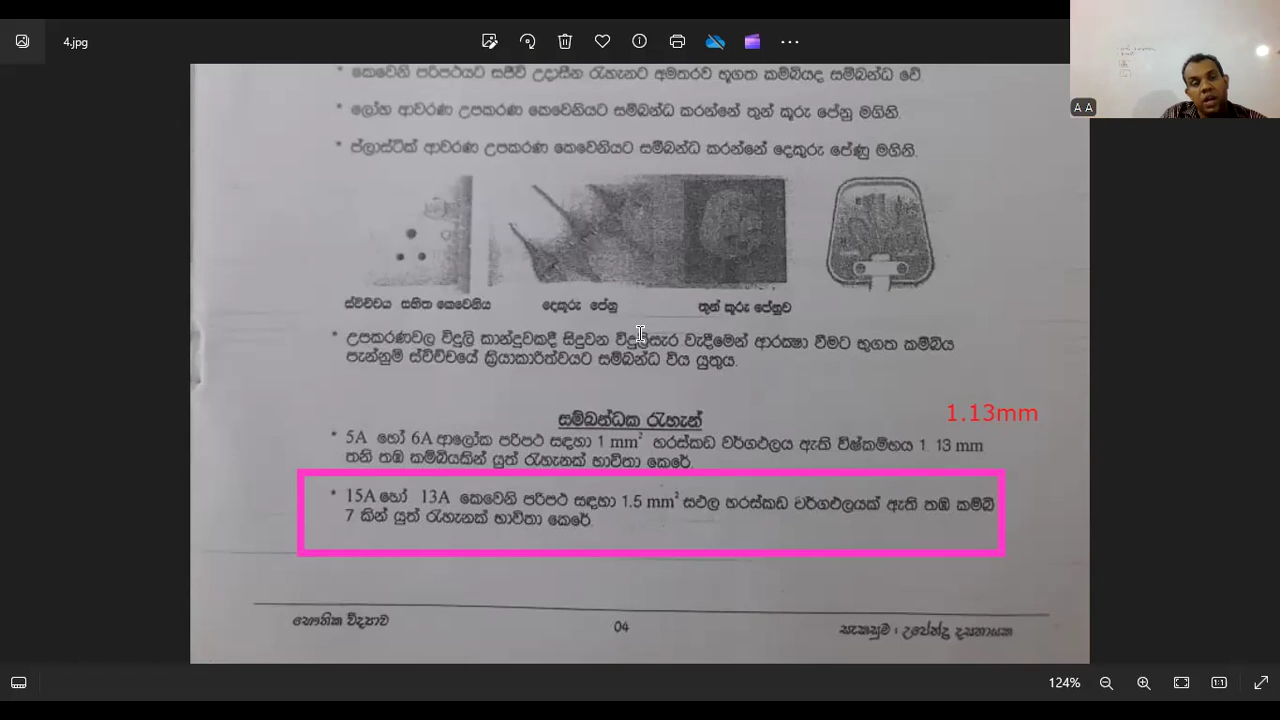 4.jpg
A A
* කෙවෙනි පරිපථයට සජීවී උදාසීන රැහැනට අමතරව භූගත කම්බියද සම්බන්ධ වේ
* ලෝහ ආවරණ උපකරණ කෙවෙනියට සම්බන්ධ කරන්නේ තුන් කූරු පේනු මගිනි.
* ප්ලාස්ටික් ආවරණ උපකරණ කෙවෙනියට සම්බන්ධ කරන්නේ දෙකුරු පේණු මගිනි.
ස්විච්චය සහිත කෙවෙනිය දෙකුරු පේනු තුන් කූරු පේනුව
* උපකරණවල විදුලි කාන්දුවකදී සිදුවන විදුලිසැර වැදීමෙන් ආරක්ෂා වීමට භුගත කම්බිය
පැන්නුම් ස්විච්චයේ ක්‍රියාකාරීත්වයට සම්බන්ධ විය යුතුය.
1.13mm
සම්බන්ධක රැහැන්
* 5A හෝ 6A ආලෝක පරිපථ සඳහා 1 mm² හරස්කඩ වර්ගඵලය ඇති විෂ්කම්භය 1. 13 mm
තනි තඹ කම්බියකින් යුත් රැහැනක් භාවිතා කෙරේ.
* 15A හෝ 13A කෙවෙනි පරිපථ සඳහා 1.5 mm² සඵල හරස්කඩ වර්ගඵලයක් ඇති තඹ කම්බි
7 කින් යුත් රැහැනක් භාවිතා කෙරේ.
භෞතික විද්‍යාව 04 සැකසුම : උපේන්ද්‍ර දසනායක
124%
1:1